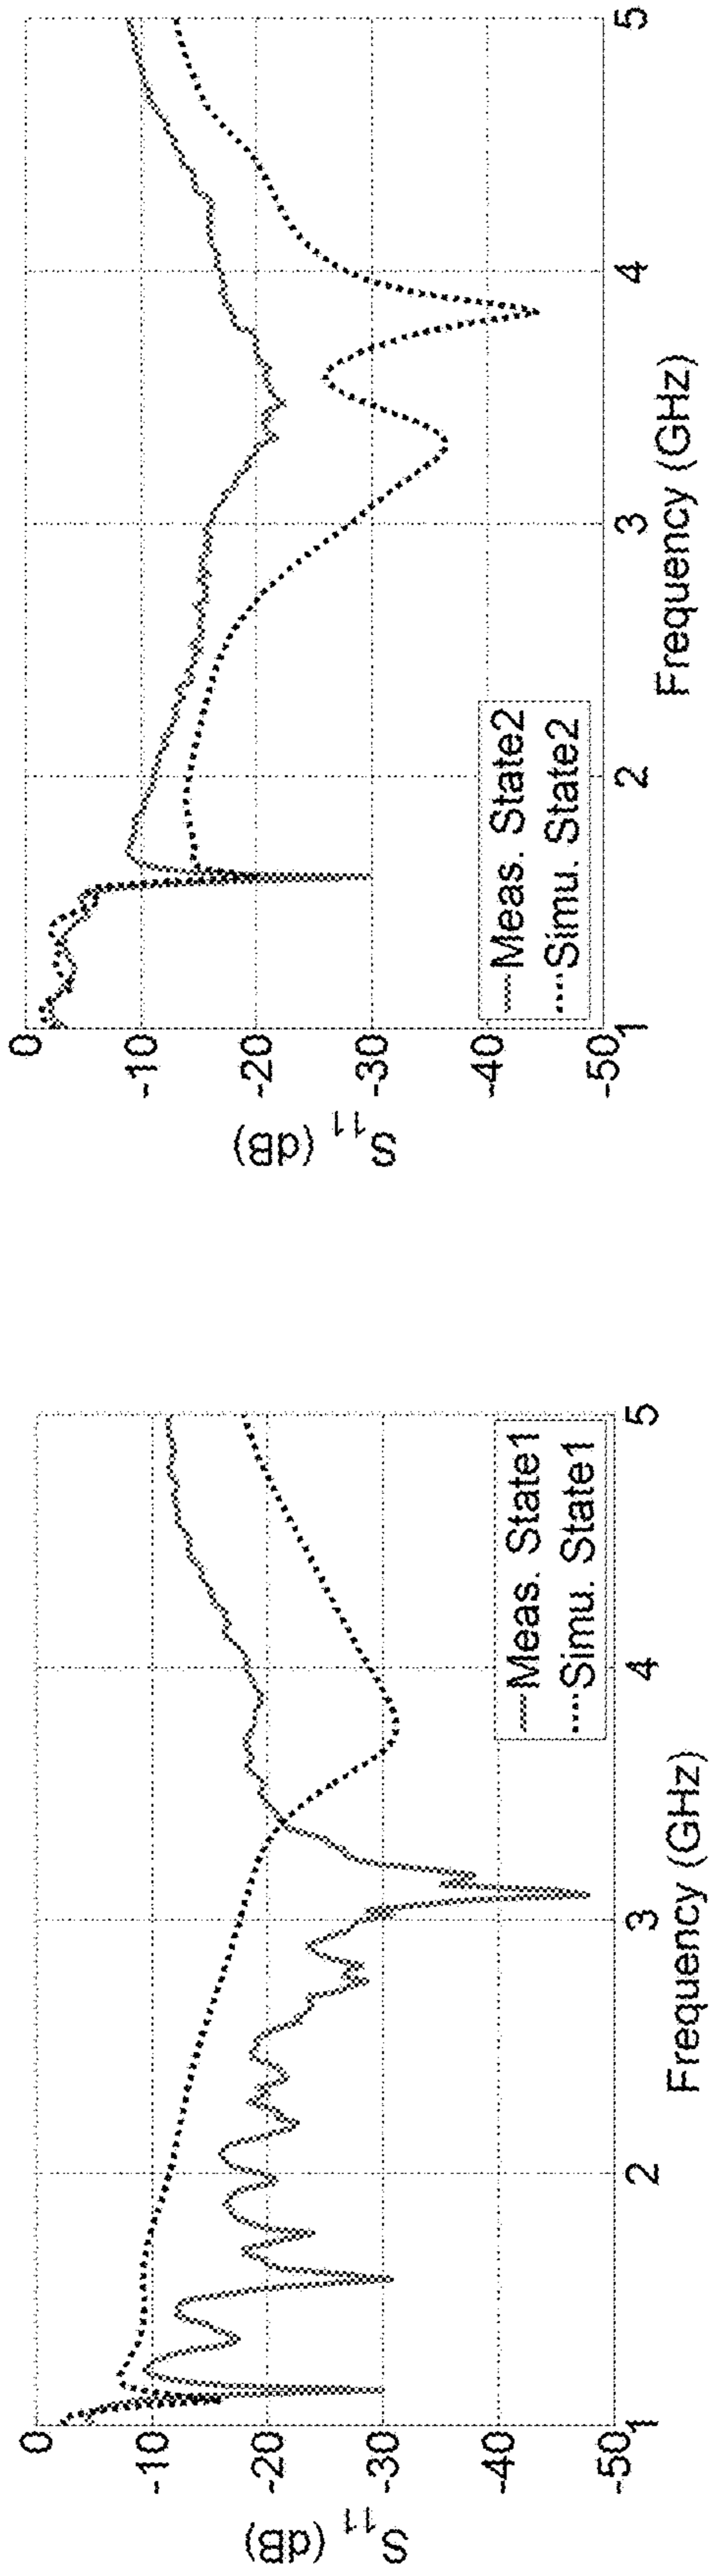 0
-10
-20
-30
-40
-50
S11
(dB)
1
2
3
4
5
Frequency (GHz)
Meas. State1
Simu. State1
0
-10
-20
-30
-40
-50
S11
(dB)
1
2
3
4
5
Frequency (GHz)
Meas. State2
Simu. State2